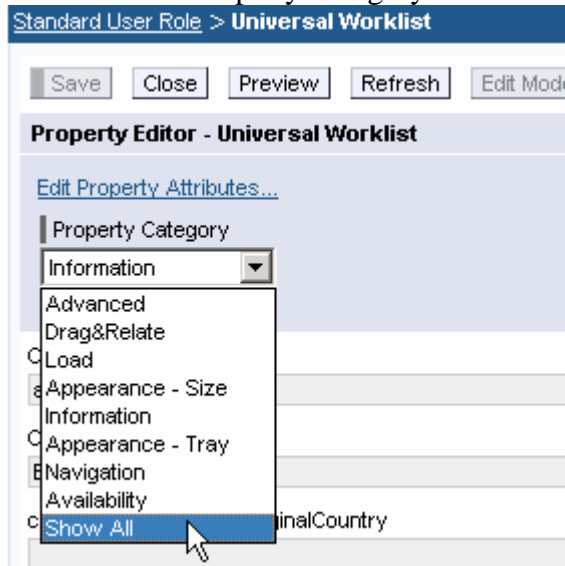 Standard User Role > Universal Worklist
Save Close Preview Refresh Edit Mode
Property Editor - Universal Worklist
Edit Property Attributes...
Property Category
Information
Advanced
Drag&Relate
Load
Appearance - Size
Information
Appearance - Tray
Navigation
Availability
Show All inalCountry